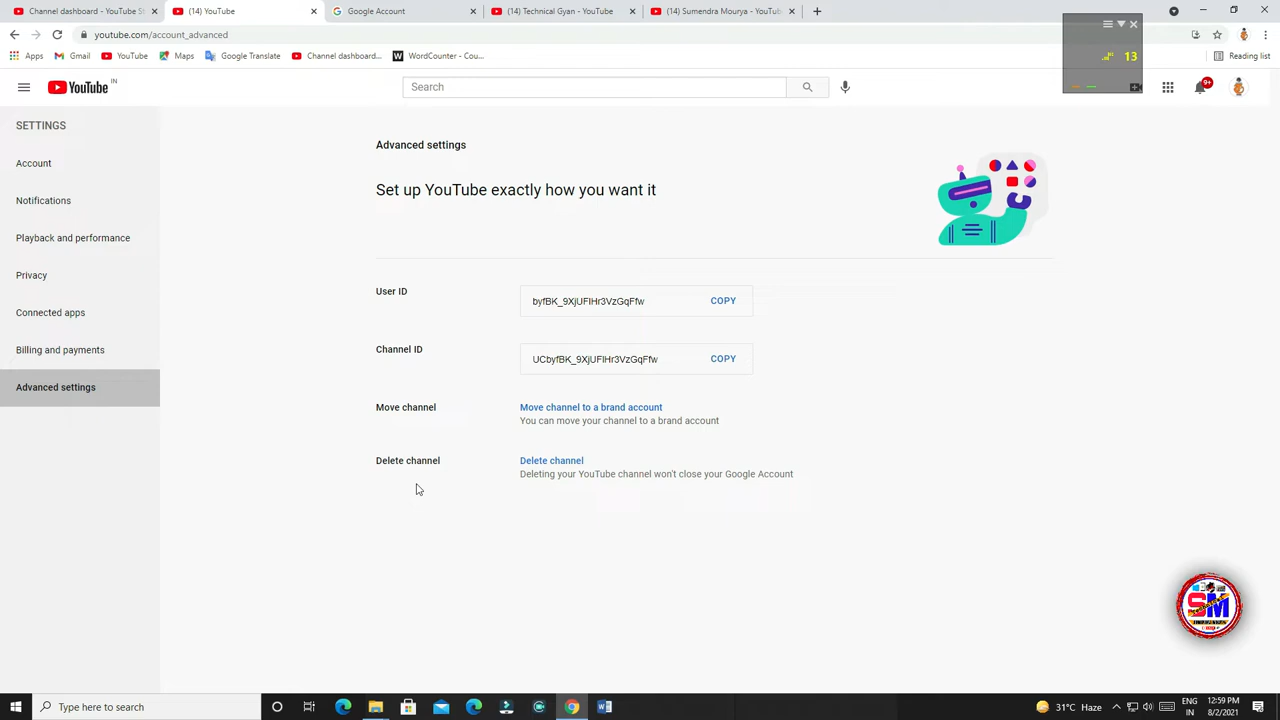 Channel dashboard - YouTube St
(14) YouTube
Google Account
(14) Technical Gyan - YouTube
(14) Sumendra Mourya - YouTub
youtube.com/account_advanced
Apps
Gmail
YouTube
Maps
Google Translate
Channel dashboard...
WordCounter - Cou...
13
Reading list
YouTube
IN
Search
9+
SETTINGS
Account
Notifications
Playback and performance
Privacy
Connected apps
Billing and payments
Advanced settings
Advanced settings
Set up YouTube exactly how you want it
User ID
byfBK_9XjUFIHr3VzGqFfw
COPY
Channel ID
UCbyfBK_9XjUFIHr3VzGqFfw
COPY
Move channel
Move channel to a brand account
You can move your channel to a brand account
Delete channel
Delete channel
Deleting your YouTube channel won't close your Google Account
SM
Type here to search
31°C Haze
ENG
IN
12:59 PM
8/2/2021